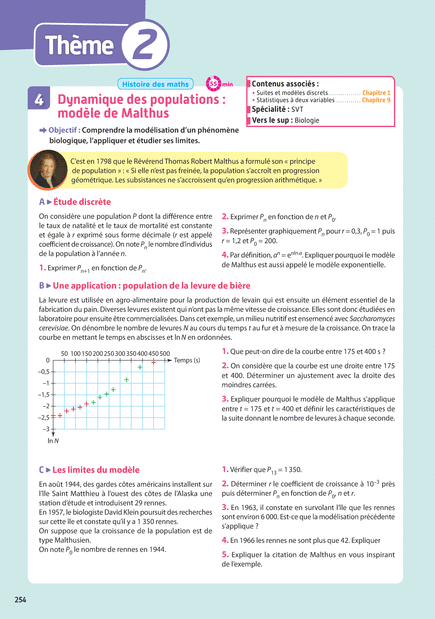 Thème 2
Histoire des maths
55 min
4 Dynamique des populations :
modèle de Malthus
Objectif : Comprendre la modélisation d'un phénomène
biologique, l'appliquer et étudier ses limites.
Contenus associés :
• Suites et modèles discrets Chapitre 1
• Statistiques à deux variables Chapitre 9
Spécialité : SVT
Vers le sup : Biologie
C'est en 1798 que le Révérend Thomas Robert Malthus a formulé son « principe
de population » : « Si elle n'est pas freinée, la population s'accroît en progression
géométrique. Les subsistances ne s'accroissent qu'en progression arithmétique. »
A Étude discrète
On considère une population P dont la différence entre
le taux de natalité et le taux de mortalité est constante
et égale à r exprimé sous forme décimale (r est appelé
coefficient de croissance). On note Pn le nombre d'individus
de la population à l'année n.
1. Exprimer Pn+1 en fonction de Pn.
2. Exprimer Pn en fonction de n et P0.
3. Représenter graphiquement Pn pour r = 0,3, P0 = 1 puis
r = 1,2 et P0 = 200.
4. Par définition, aⁿ = eⁿ ˡⁿ ᵃ. Expliquer pourquoi le modèle
de Malthus est aussi appelé le modèle exponentielle.
B Une application : population de la levure de bière
La levure est utilisée en agro-alimentaire pour la production de levain qui est ensuite un élément essentiel de la
fabrication du pain. Diverses levures existent qui n'ont pas la même vitesse de croissance. Elles sont donc étudiées en
laboratoire pour ensuite être commercialisées. Dans cet exemple, un milieu nutritif est ensemencé avec Saccharomyces
cerevisiae. On dénombre le nombre de levures N au cours du temps t au fur et à mesure de la croissance. On trace la
courbe en mettant le temps en abscisses et ln N en ordonnées.
50 100 150 200 250 300 350 400 450 500
0
Temps (s)
–0,5
–1
–1,5
–2
–2,5
–3
ln N
1. Que peut-on dire de la courbe entre 175 et 400 s ?
2. On considère que la courbe est une droite entre 175
et 400. Déterminer un ajustement avec la droite des
moindres carrées.
3. Expliquer pourquoi le modèle de Malthus s'applique
entre t = 175 et t = 400 et définir les caractéristiques de
la suite donnant le nombre de levures à chaque seconde.
C Les limites du modèle
En août 1944, des gardes côtes américains installent sur
l'île Saint Matthieu à l'ouest des côtes de l'Alaska une
station d'étude et introduisent 29 rennes.
En 1957, le biologiste David Klein poursuit des recherches
sur cette île et constate qu'il y a 1 350 rennes.
On suppose que la croissance de la population est de
type Malthusien.
On note P0 le nombre de rennes en 1944.
1. Vérifier que P13 = 1 350.
2. Déterminer r le coefficient de croissance à 10⁻³ près
puis déterminer Pn en fonction de P0, n et r.
3. En 1963, il constate en survolant l'île que les rennes
sont environ 6 000. Est-ce que la modélisation précédente
s'applique ?
4. En 1966 les rennes ne sont plus que 42. Expliquer
5. Expliquer la citation de Malthus en vous inspirant
de l'exemple.
254